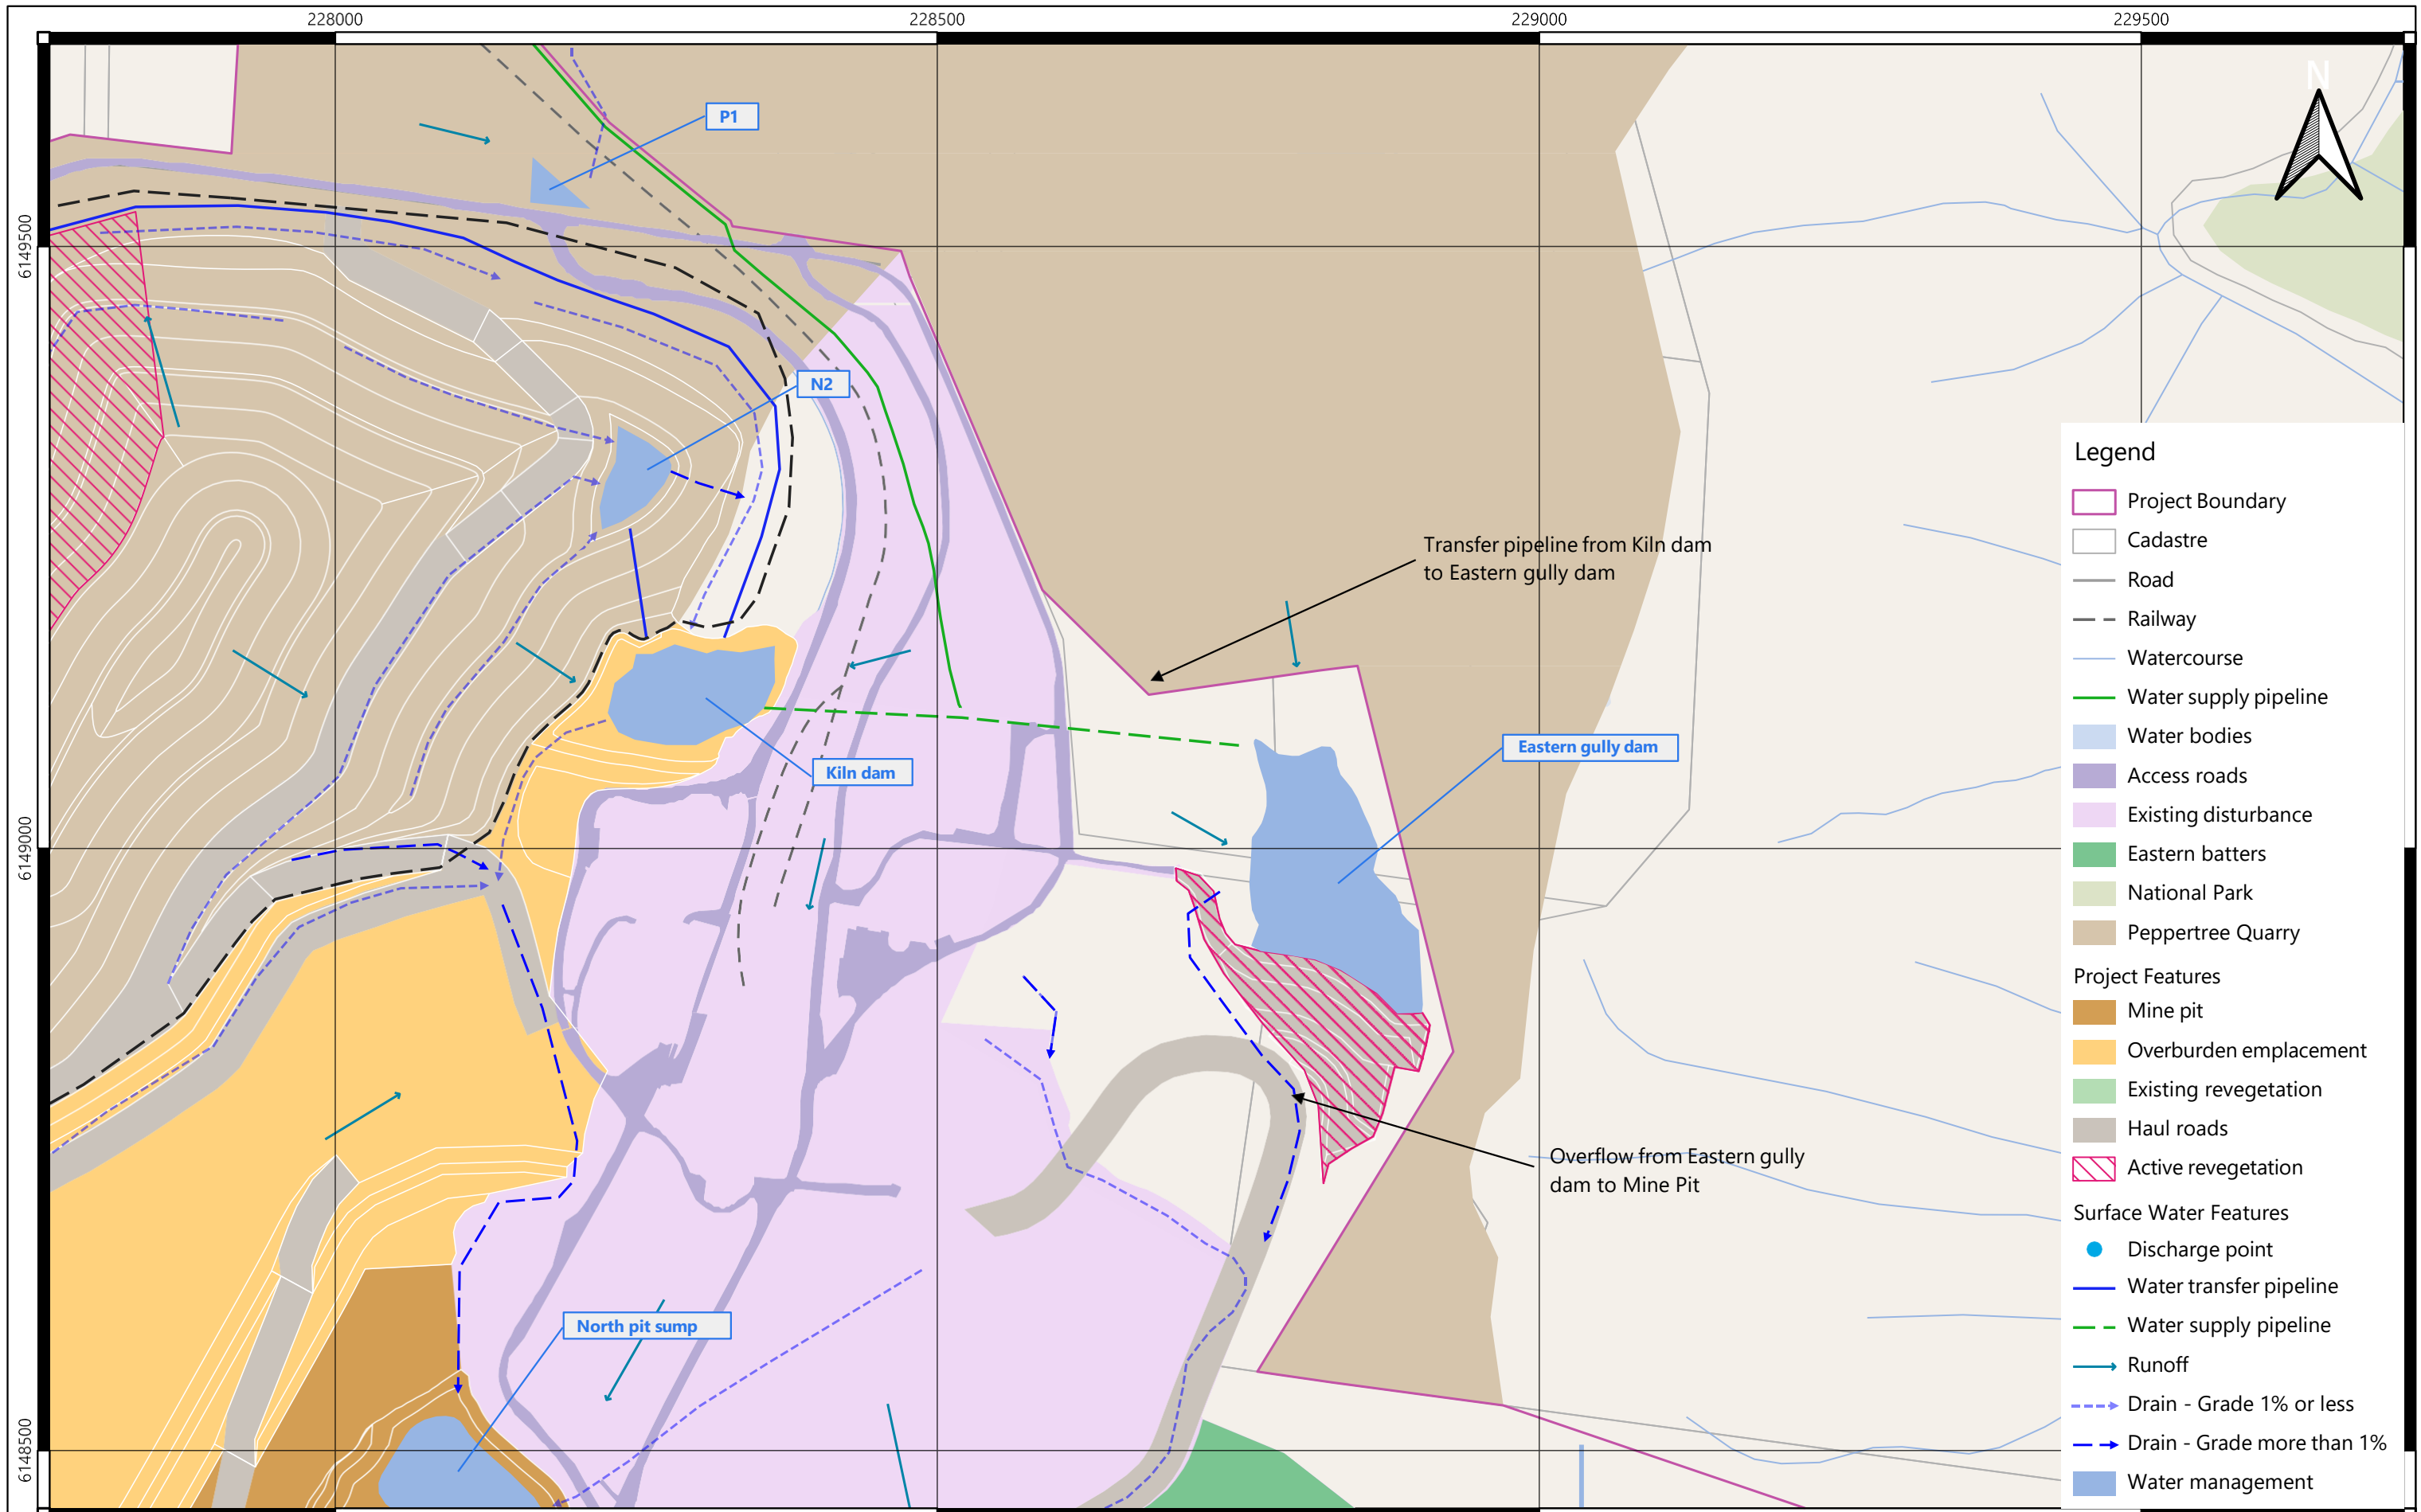 228000
228500
229000
229500
N
P1
6149500
N2
Legend
Project Boundary
Cadastre
Road
Railway
Watercourse
Water supply pipeline
Water bodies
Access roads
Existing disturbance
Eastern batters
National Park
Peppertree Quarry
Project Features
Mine pit
Overburden emplacement
Existing revegetation
Haul roads
Active revegetation
Surface Water Features
Discharge point
Water transfer pipeline
Water supply pipeline
Runoff
Drain - Grade 1% or less
Drain - Grade more than 1%
Water management
Transfer pipeline from Kiln dam
to Eastern gully dam
Eastern gully dam
Kiln dam
6149000
Overflow from Eastern gully
dam to Mine Pit
North pit sump
6148500